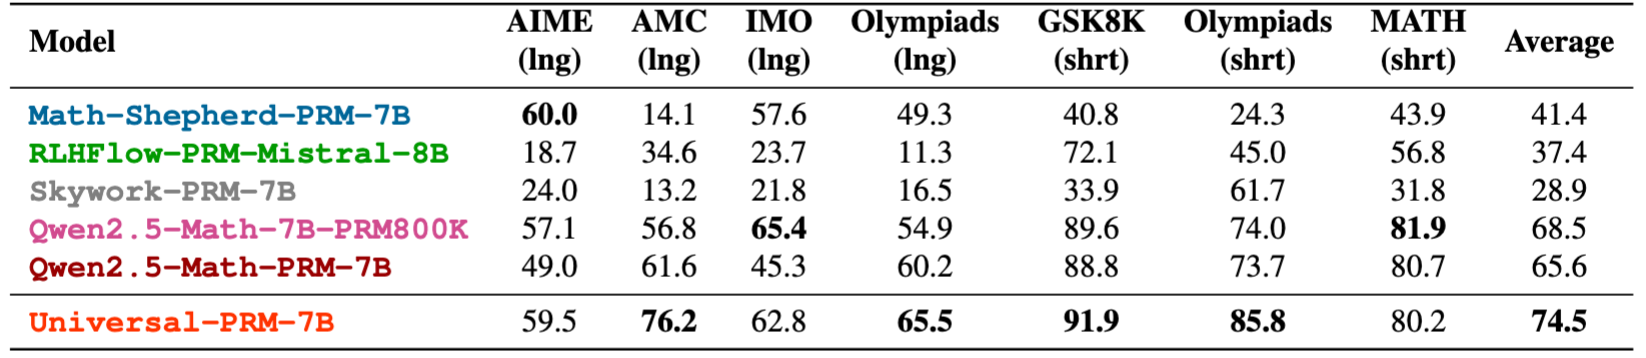 Model AIME (lng) AMC (lng) IMO (lng) Olympiads (lng) GSK8K (shrt) Olympiads (shrt) MATH (shrt) Average
Math-Shepherd-PRM-7B 60.0 14.1 57.6 49.3 40.8 24.3 43.9 41.4
RLHFlow-PRM-Mistral-8B 18.7 34.6 23.7 11.3 72.1 45.0 56.8 37.4
Skywork-PRM-7B 24.0 13.2 21.8 16.5 33.9 61.7 31.8 28.9
Qwen2.5-Math-7B-PRM800K 57.1 56.8 65.4 54.9 89.6 74.0 81.9 68.5
Qwen2.5-Math-PRM-7B 49.0 61.6 45.3 60.2 88.8 73.7 80.7 65.6
Universal-PRM-7B 59.5 76.2 62.8 65.5 91.9 85.8 80.2 74.5